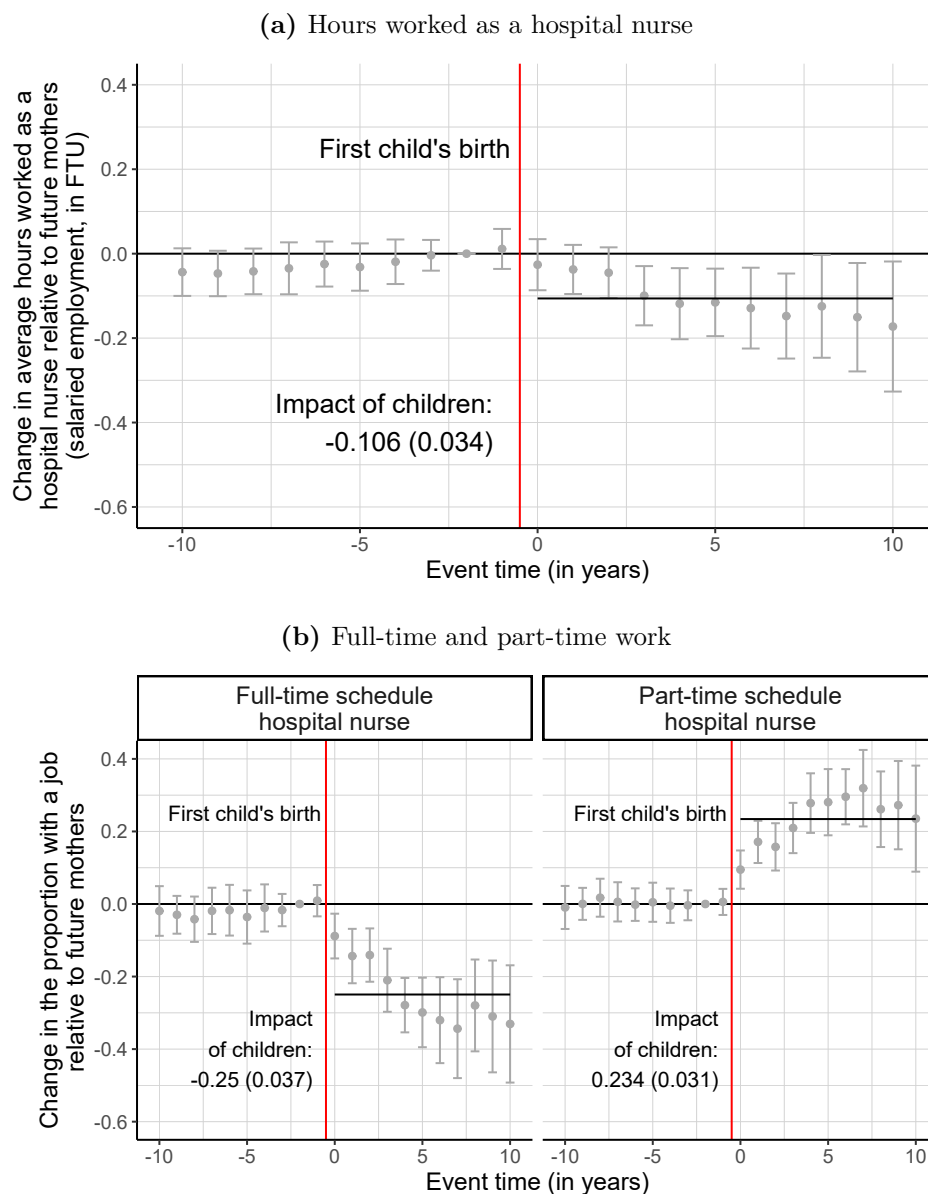 (a) Hours worked as a hospital nurse
Change in average hours worked as a
hospital nurse relative to future mothers
(salaried employment, in FTU)
0.4
0.2
0.0
-0.2
-0.4
-0.6
First child's birth
Impact of children:
-0.106 (0.034)
-10
-5
0
5
10
Event time (in years)
(b) Full-time and part-time work
Full-time schedule
hospital nurse
Part-time schedule
hospital nurse
Change in the proportion with a job
relative to future mothers
0.4
0.2
0.0
-0.2
-0.4
-0.6
First child's birth
Impact
of children:
-0.25 (0.037)
First child's birth
Impact
of children:
0.234 (0.031)
-10
-5
0
5
10
-10
-5
0
5
10
Event time (in years)